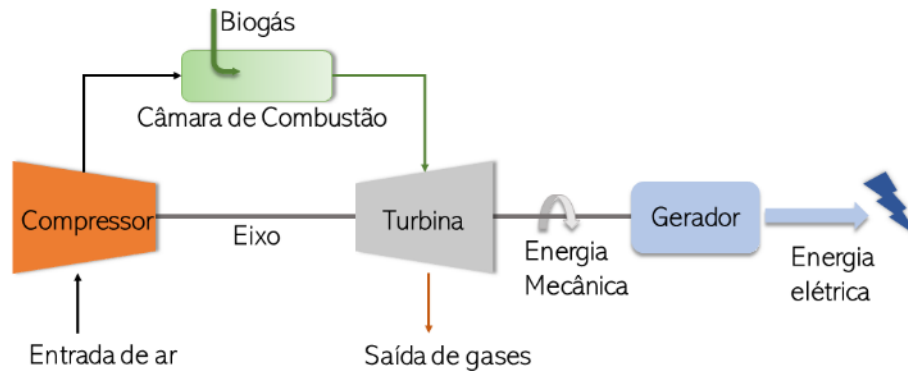 Biogás
Câmara de Combustão
Compressor
Eixo
Turbina
Energia
Mecânica
Gerador
Energia
elétrica
Entrada de ar
Saída de gases